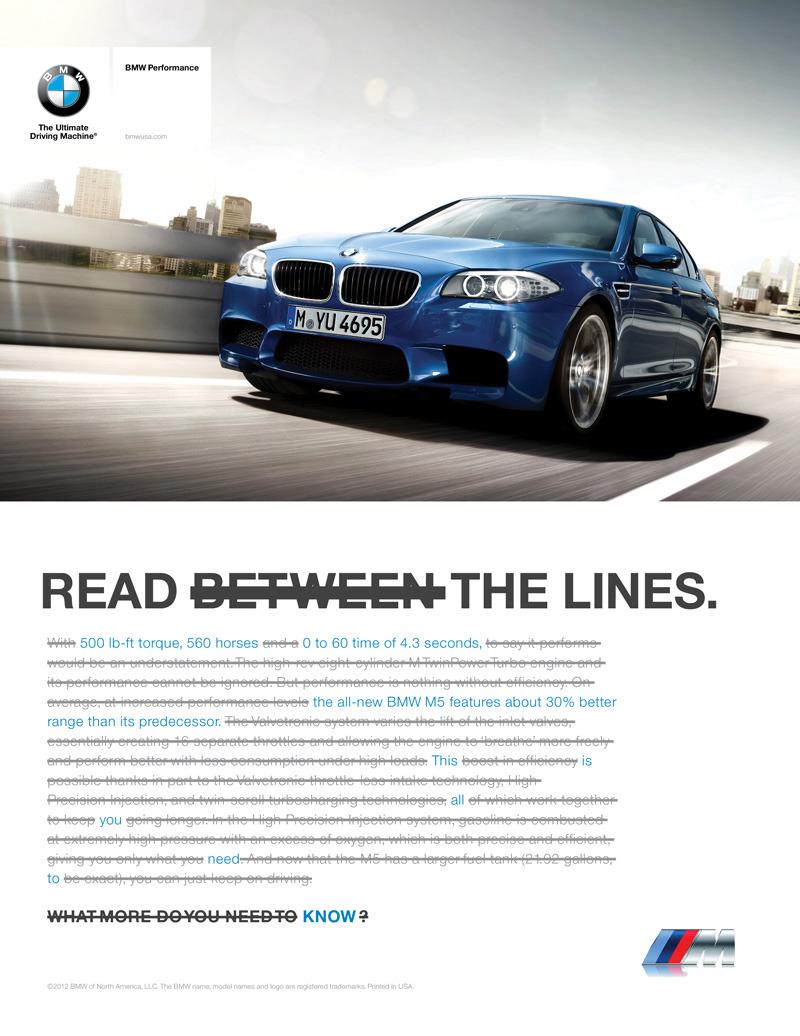 BMW
BMW Performance
The Ultimate
Driving Machine®
bmwusa.com
M YU 4695
READ BETWEEN THE LINES.
With 500 lb-ft torque, 560 horses and a 0 to 60 time of 4.3 seconds, to say it performs
would be an understatement. The high-rev eight-cylinder M TwinPower Turbo engine and
its performance cannot be ignored. But performance is nothing without efficiency. On
average, at increased performance levels the all-new BMW M5 features about 30% better
range than its predecessor. The Valvetronic system varies the lift of the inlet valves,
essentially creating 16 separate throttles and allowing the engine to 'breathe' more freely
and perform better with less consumption under high loads. This boost in efficiency is
possible thanks in part to the Valvetronic throttle-less intake technology, High
Precision Injection, and twin-scroll turbocharging technologies, all of which work together
to keep you going longer. In the High Precision Injection system, gasoline is combusted
at extremely high pressure with an excess of oxygen, which is both precise and efficient,
giving you only what you need. And now that the M5 has a larger fuel tank (21.92 gallons,
to be exact), you can just keep on driving.
WHAT MORE DO YOU NEED TO KNOW?
M
©2012 BMW of North America, LLC. The BMW name, model names and logo are registered trademarks. Printed in USA.